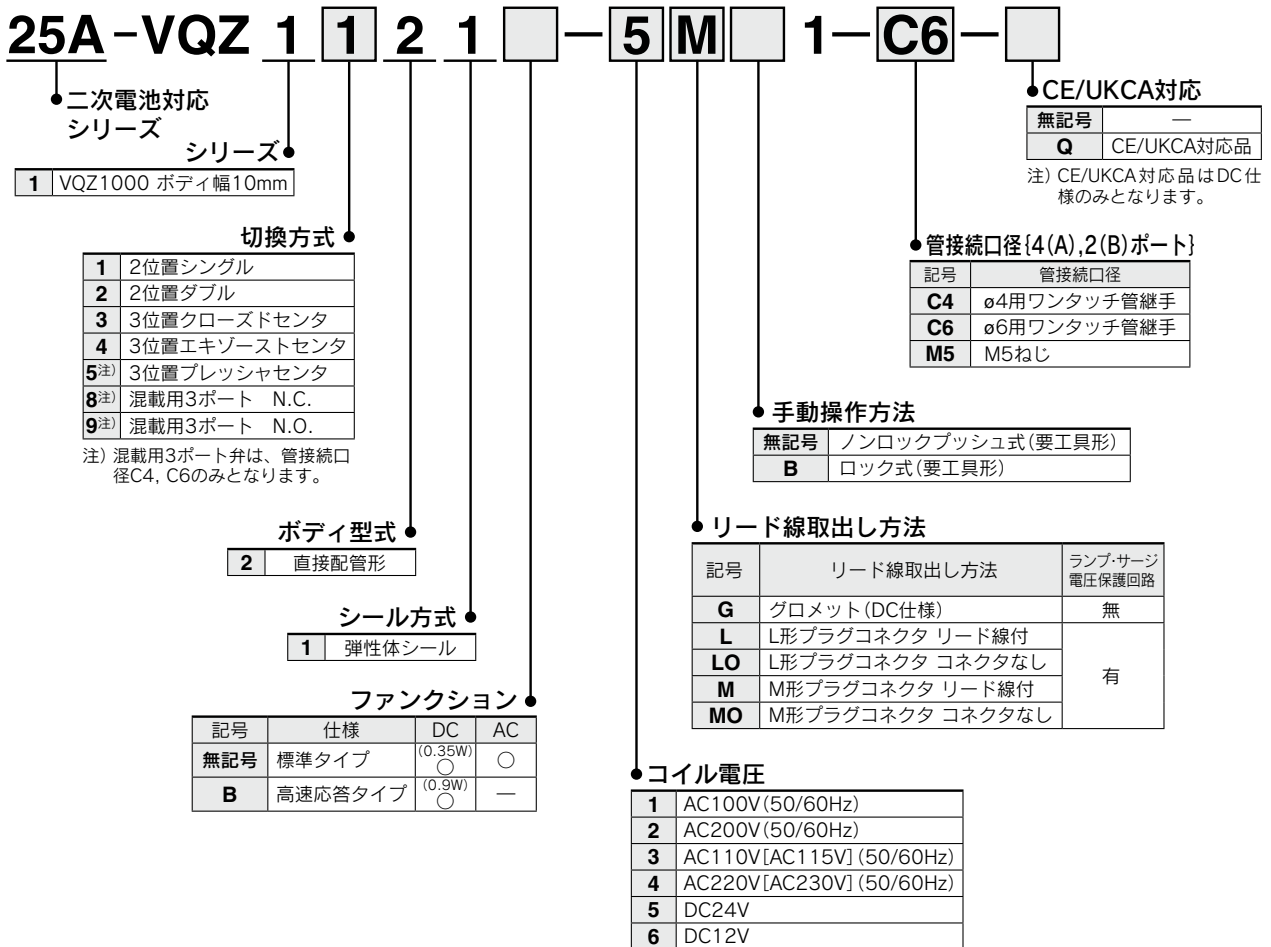 25A-VQZ 1 1 2 1 □-5 M □ 1-C6-□
二次電池対応
シリーズ
シリーズ
1 VQZ1000 ボディ幅10mm
切換方式
1 2位置シングル
2 2位置ダブル
3 3位置クローズドセンタ
4 3位置エキゾーストセンタ
5注) 3位置プレッシャセンタ
8注) 混載用3ポート N.C.
9注) 混載用3ポート N.O.
注) 混載用3ポート弁は、管接続口
径C4, C6のみとなります。
ボディ型式
2 直接配管形
シール方式
1 弾性体シール
ファンクション
記号 仕様 DC AC
無記号 標準タイプ (0.35W) ○ ○
B 高速応答タイプ (0.9W) ○ —
CE/UKCA対応
無記号 —
Q CE/UKCA対応品
注) CE/UKCA対応品はDC仕
様のみとなります。
管接続口径{4(A),2(B)ポート}
記号 管接続口径
C4 ø4用ワンタッチ管継手
C6 ø6用ワンタッチ管継手
M5 M5ねじ
手動操作方法
無記号 ノンロックプッシュ式(要工具形)
B ロック式(要工具形)
リード線取出し方法
記号 リード線取出し方法 ランプ・サージ
電圧保護回路
G グロメット(DC仕様) 無
L L形プラグコネクタ リード線付
LO L形プラグコネクタ コネクタなし
有
M M形プラグコネクタ リード線付
MO M形プラグコネクタ コネクタなし
コイル電圧
1 AC100V(50/60Hz)
2 AC200V(50/60Hz)
3 AC110V[AC115V](50/60Hz)
4 AC220V[AC230V](50/60Hz)
5 DC24V
6 DC12V